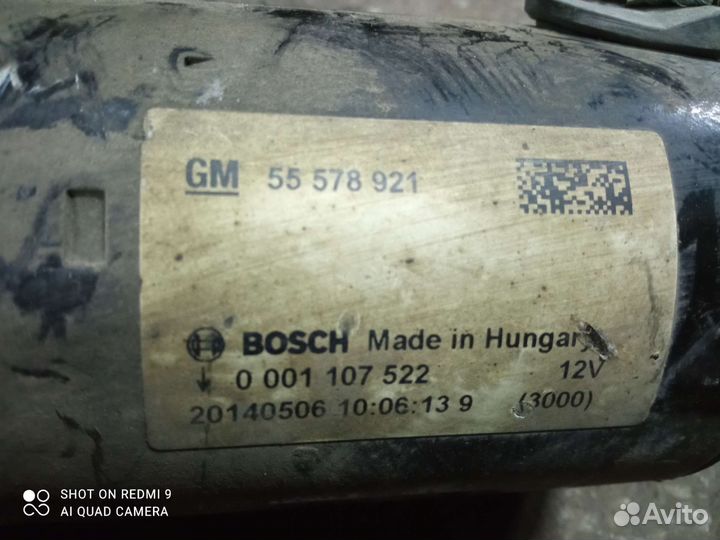 GM 55 578 921
BOSCH Made in Hungary
0 001 107 522 12V
20140506 10:06:13 9 (3000)
SHOT ON REDMI 9
AI QUAD CAMERA
Avito